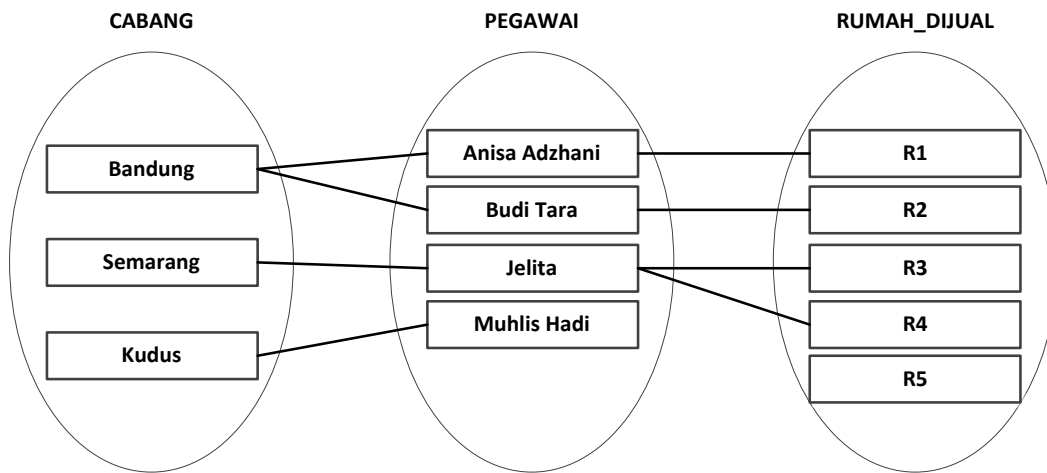 CABANG
PEGAWAI
RUMAH_DIJUAL
Bandung
Semarang
Kudus
Anisa Adzhani
Budi Tara
Jelita
Muhlis Hadi
R1
R2
R3
R4
R5